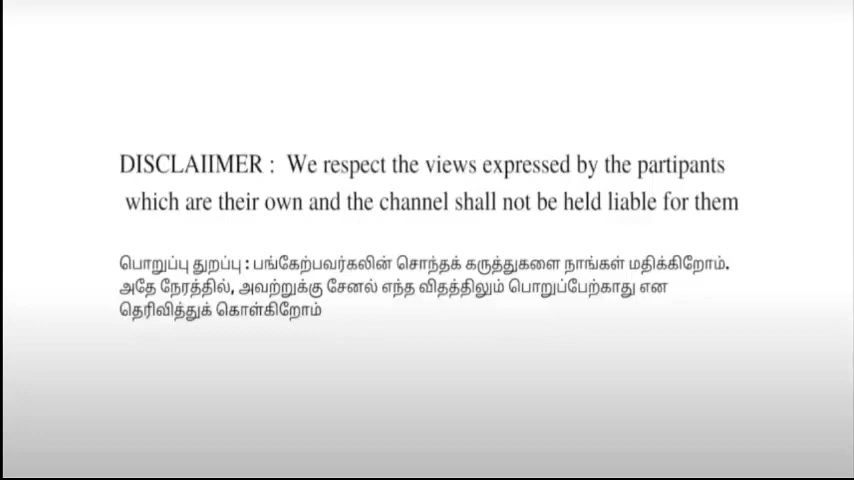 DISCLAIIMER : We respect the views expressed by the partipants
which are their own and the channel shall not be held liable for them
பொறுப்பு துறப்பு : பங்கேற்பவர்கலின் சொந்தக் கருத்துகளை நாங்கள் மதிக்கிறோம்.
அதே நேரத்தில், அவற்றுக்கு சேனல் எந்த விதத்திலும் பொறுப்பேற்காது என
தெரிவித்துக் கொள்கிறோம்